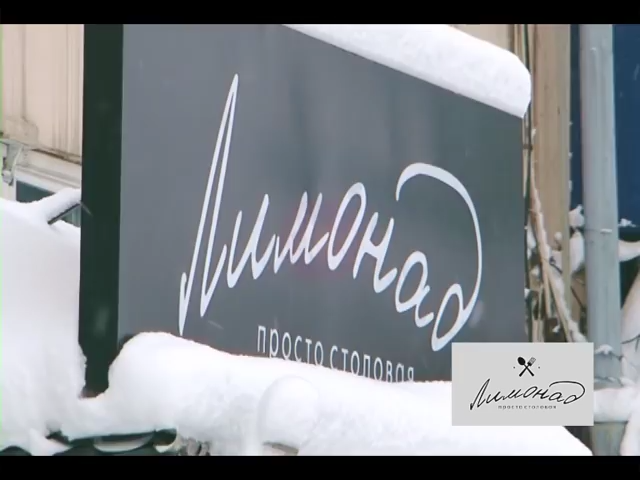 Лимонад
просто столовая
Лимонад
просто столовая